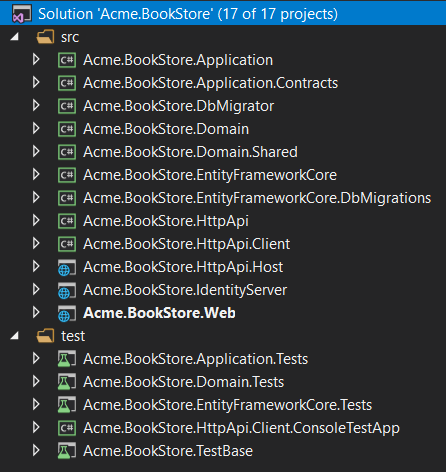 Solution 'Acme.BookStore' (17 of 17 projects)
src
C# Acme.BookStore.Application
C# Acme.BookStore.Application.Contracts
C# Acme.BookStore.DbMigrator
C# Acme.BookStore.Domain
C# Acme.BookStore.Domain.Shared
C# Acme.BookStore.EntityFrameworkCore
C# Acme.BookStore.EntityFrameworkCore.DbMigrations
C# Acme.BookStore.HttpApi
C# Acme.BookStore.HttpApi.Client
Acme.BookStore.HttpApi.Host
Acme.BookStore.IdentityServer
Acme.BookStore.Web
test
Acme.BookStore.Application.Tests
Acme.BookStore.Domain.Tests
Acme.BookStore.EntityFrameworkCore.Tests
C# Acme.BookStore.HttpApi.Client.ConsoleTestApp
Acme.BookStore.TestBase